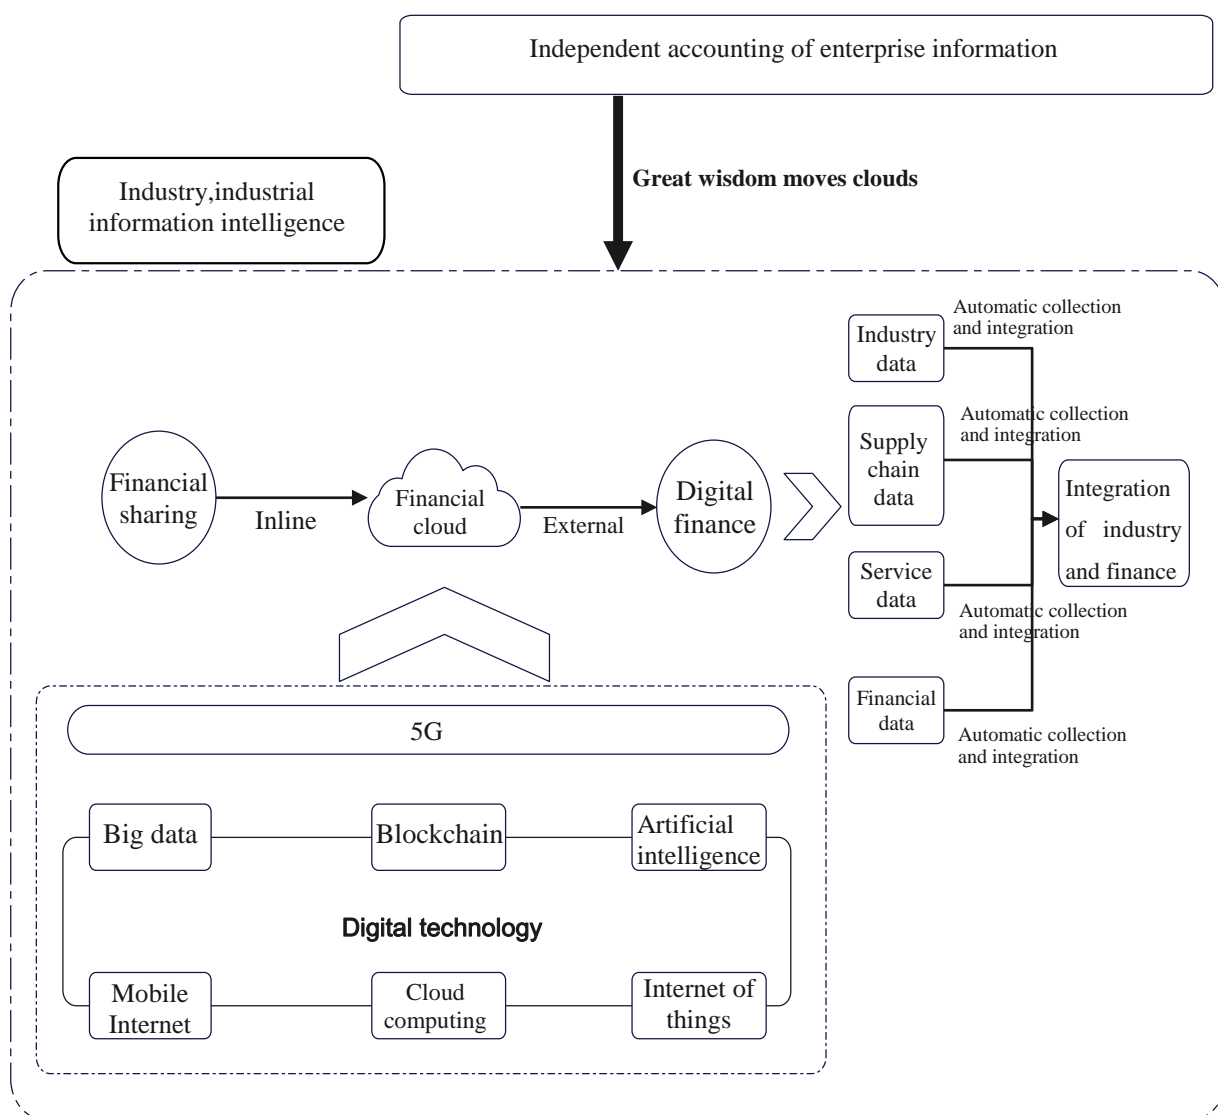 Independent accounting of enterprise information
Great wisdom moves clouds
Industry,industrial
information intelligence
Automatic collection
and integration
Industry
data
Automatic collection
and integration
Supply
chain
data
Financial
sharing
Inline
Financial
cloud
External
Digital
finance
Integration
of industry
and finance
Service
data
Automatic collection
and integration
Financial
data
Automatic collection
and integration
5G
Big data
Blockchain
Artificial
intelligence
Digital technology
Mobile
Internet
Cloud
computing
Internet of
things